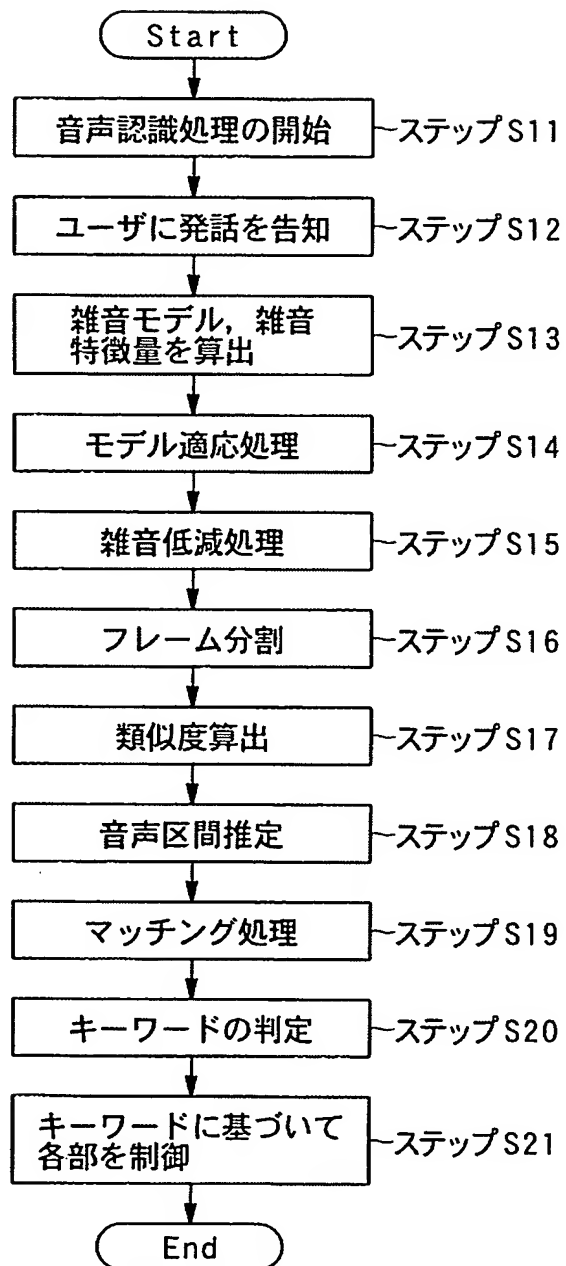 Start
音声認識処理の開始 ~ステップS11
ユーザに発話を告知 ~ステップS12
雑音モデル,雑音
特徴量を算出 ~ステップS13
モデル適応処理 ~ステップS14
雑音低減処理 ~ステップS15
フレーム分割 ~ステップS16
類似度算出 ~ステップS17
音声区間推定 ~ステップS18
マッチング処理 ~ステップS19
キーワードの判定 ~ステップS20
キーワードに基づいて
各部を制御 ~ステップS21
End